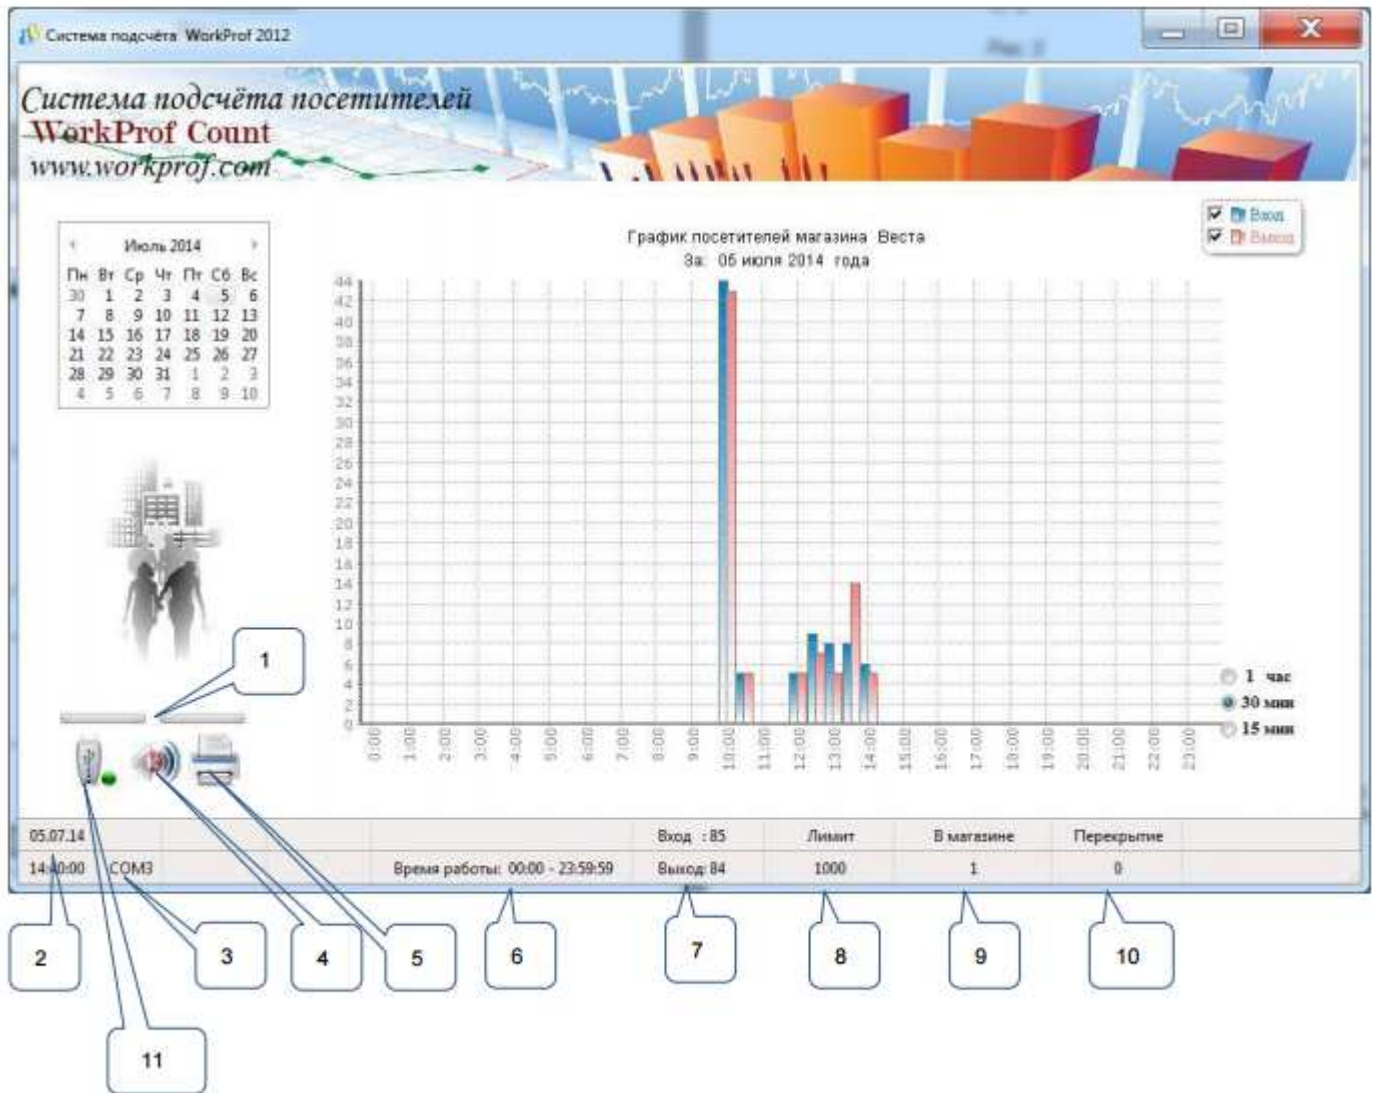 Система подсчёта WorkProf 2012
Система подсчёта посетителей
WorkProf Count
www.workprof.com
Вход
Выход
График посетителей магазина Веста
За: 05 июля 2014 года
Июль 2014
Пн Вт Ср Чт Пт Сб Вс
30 1 2 3 4 5 6
7 8 9 10 11 12 13
14 15 16 17 18 19 20
21 22 23 24 25 26 27
28 29 30 31 1 2 3
4 5 6 7 8 9 10
44
42
40
38
36
34
32
30
28
26
24
22
20
18
16
14
12
10
8
6
4
2
0
0:00 1:00 2:00 3:00 4:00 5:00 6:00 7:00 8:00 9:00 10:00 11:00 12:00 13:00 14:00 15:00 16:00 17:00 18:00 19:00 20:00 21:00 22:00 23:00
1 час
30 мин
15 мин
1
05.07.14 Вход : 85 Лимит В магазине Перекрытие
14:40:00 COM3 Время работы: 00:00 - 23:59:59 Выход: 84 1000 1 0
2 3 4 5 6 7 8 9 10
11